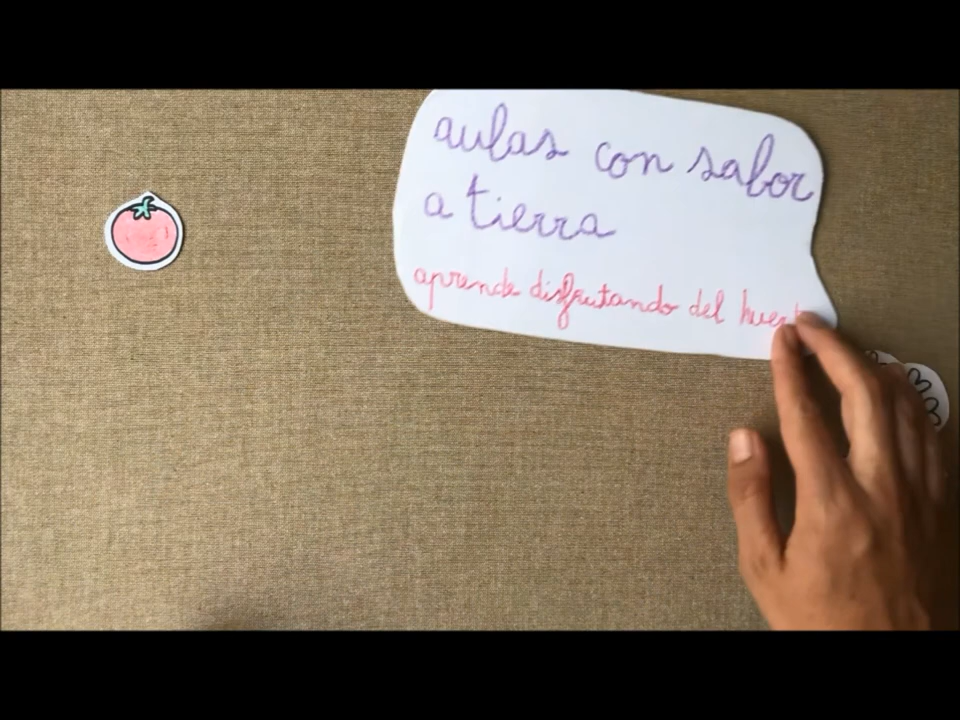 aulas con sabor
a tierra
aprende disfrutando del